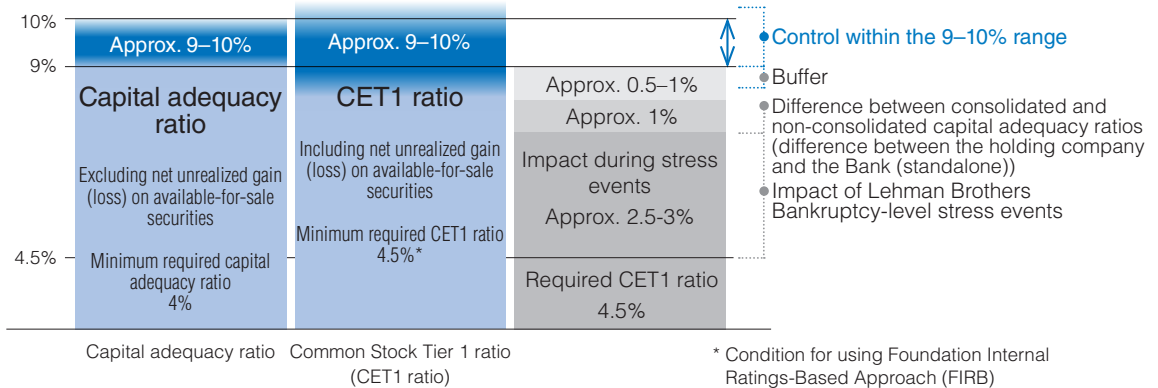 10%
9%
4.5%
Approx. 9–10%
Capital adequacy
ratio
Excluding net unrealized gain
(loss) on available-for-sale
securities
Minimum required capital
adequacy ratio
4%
Capital adequacy ratio
Approx. 9–10%
CET1 ratio
Including net unrealized gain
(loss) on available-for-sale
securities
Minimum required CET1 ratio
4.5%*
Common Stock Tier 1 ratio
(CET1 ratio)
Approx. 0.5–1%
Approx. 1%
Impact during stress
events
Approx. 2.5-3%
Required CET1 ratio
4.5%
Control within the 9–10% range
Buffer
Difference between consolidated and
non-consolidated capital adequacy ratios
(difference between the holding company
and the Bank (standalone))
Impact of Lehman Brothers
Bankruptcy-level stress events
* Condition for using Foundation Internal
Ratings-Based Approach (FIRB)